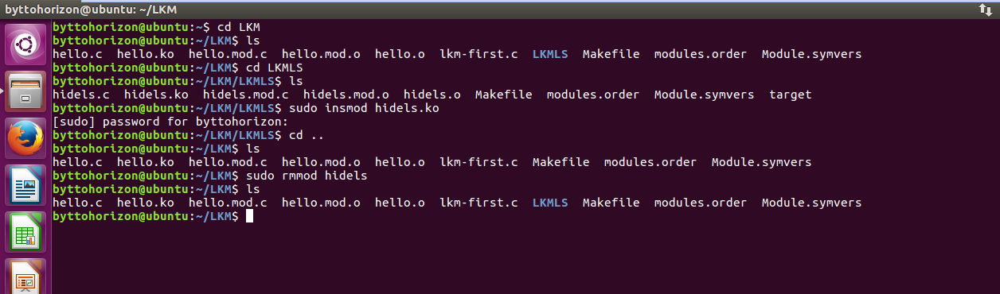 byttohorizon@ubuntu: ~/LKM
byttohorizon@ubuntu:~$ cd LKM
byttohorizon@ubuntu:~/LKM$ ls
hello.c  hello.ko  hello.mod.c  hello.mod.o  hello.o  lkm-first.c  LKMLS  Makefile  modules.order  Module.symvers
byttohorizon@ubuntu:~/LKM$ cd LKMLS
byttohorizon@ubuntu:~/LKM/LKMLS$ ls
hidels.c  hidels.ko  hidels.mod.c  hidels.mod.o  hidels.o  Makefile  modules.order  Module.symvers  target
byttohorizon@ubuntu:~/LKM/LKMLS$ sudo insmod hidels.ko
[sudo] password for byttohorizon:
byttohorizon@ubuntu:~/LKM/LKMLS$ cd ..
byttohorizon@ubuntu:~/LKM$ ls
hello.c  hello.ko  hello.mod.c  hello.mod.o  hello.o  lkm-first.c  Makefile  modules.order  Module.symvers
byttohorizon@ubuntu:~/LKM$ sudo rmmod hidels
byttohorizon@ubuntu:~/LKM$ ls
hello.c  hello.ko  hello.mod.c  hello.mod.o  hello.o  lkm-first.c  LKMLS  Makefile  modules.order  Module.symvers
byttohorizon@ubuntu:~/LKM$